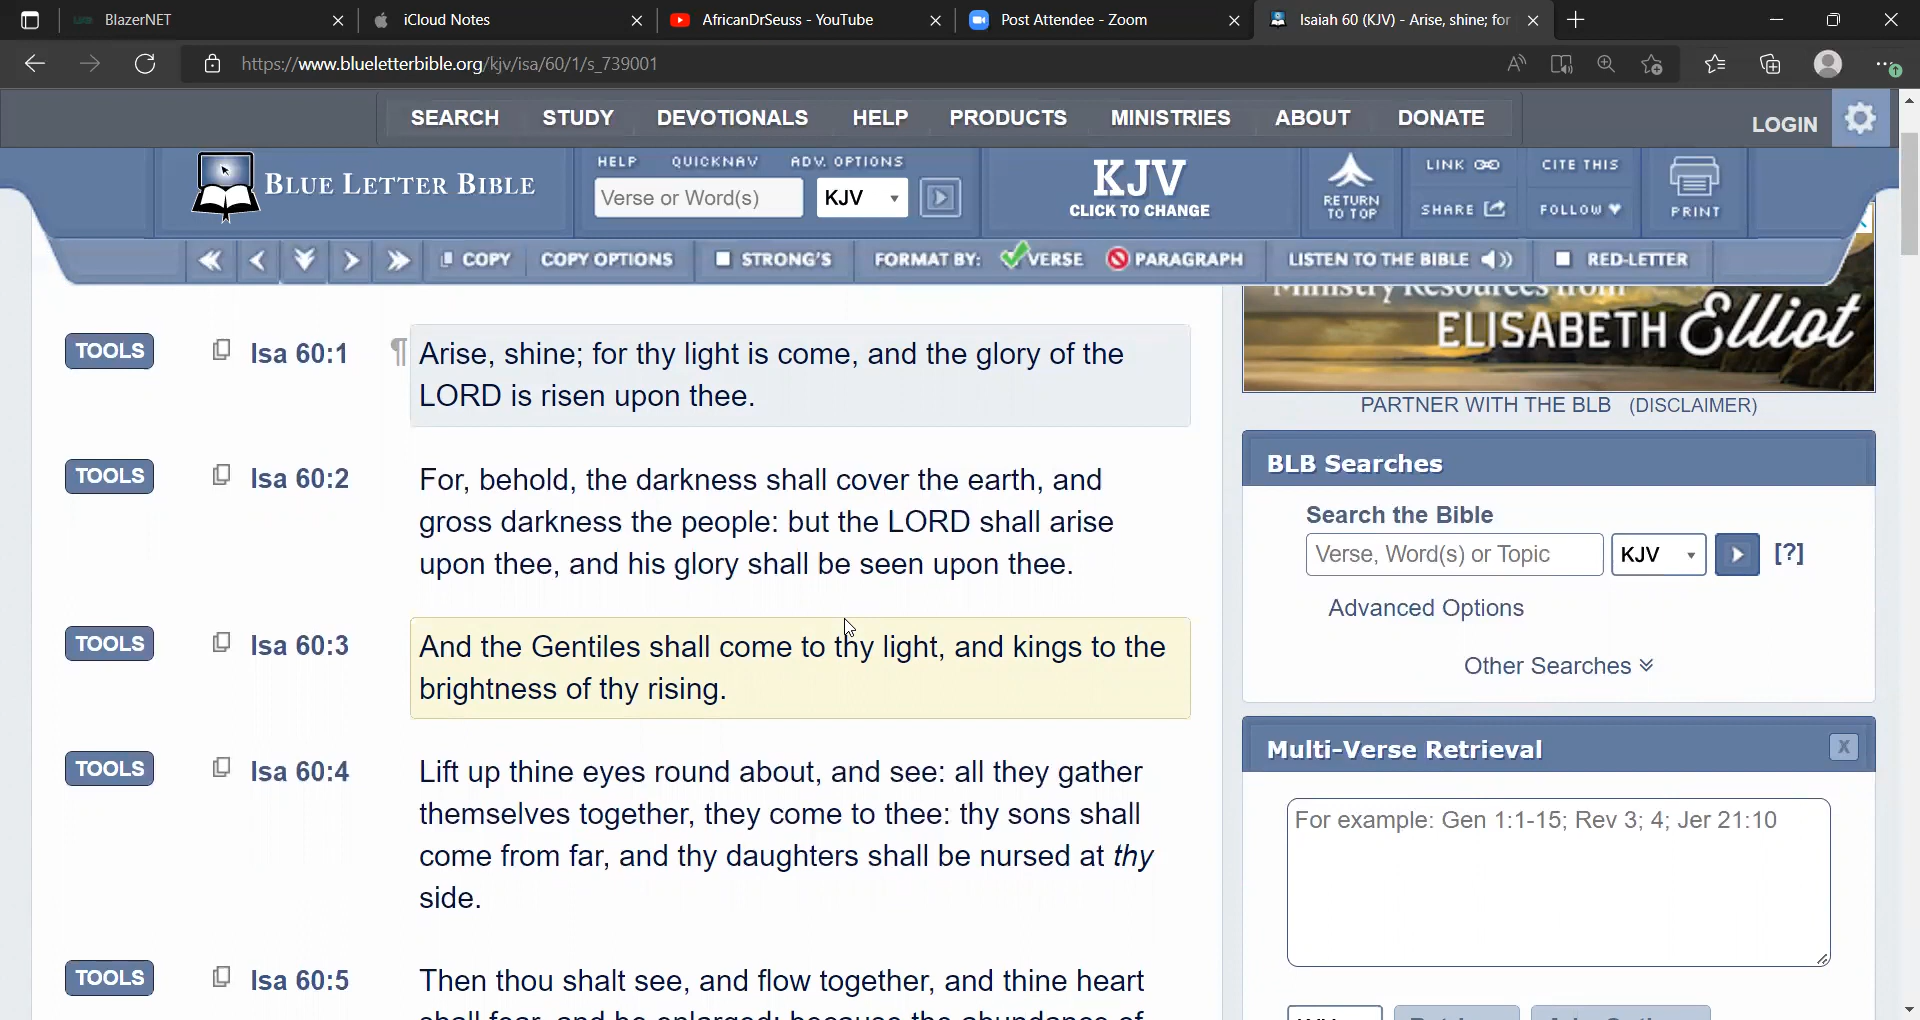 BlazerNET
iCloud Notes
AfricanDrSeuss - YouTube
Post Attendee - Zoom
Isaiah 60 (KJV) - Arise, shine; for
https://www.blueletterbible.org/kjv/isa/60/1/s_739001
SEARCH STUDY DEVOTIONALS HELP PRODUCTS MINISTRIES ABOUT DONATE
LOGIN
BLUE LETTER BIBLE
HELP QUICKNAV ADV. OPTIONS
Verse or Word(s) KJV
KJV
CLICK TO CHANGE
RETURN
TO TOP
LINK
CITE THIS
SHARE
FOLLOW
PRINT
COPY COPY OPTIONS STRONG'S FORMAT BY: VERSE PARAGRAPH LISTEN TO THE BIBLE RED-LETTER
TOOLS Isa 60:1 ¶ Arise, shine; for thy light is come, and the glory of the
LORD is risen upon thee.
TOOLS Isa 60:2 For, behold, the darkness shall cover the earth, and
gross darkness the people: but the LORD shall arise
upon thee, and his glory shall be seen upon thee.
TOOLS Isa 60:3 And the Gentiles shall come to thy light, and kings to the
brightness of thy rising.
TOOLS Isa 60:4 Lift up thine eyes round about, and see: all they gather
themselves together, they come to thee: thy sons shall
come from far, and thy daughters shall be nursed at thy
side.
TOOLS Isa 60:5 Then thou shalt see, and flow together, and thine heart
shall fear, and be enlarged; because the abundance of
Ministry Resources from
ELISABETH Elliot
PARTNER WITH THE BLB (DISCLAIMER)
BLB Searches
Search the Bible
Verse, Word(s) or Topic KJV [?]
Advanced Options
Other Searches
Multi-Verse Retrieval X
For example: Gen 1:1-15; Rev 3; 4; Jer 21:10